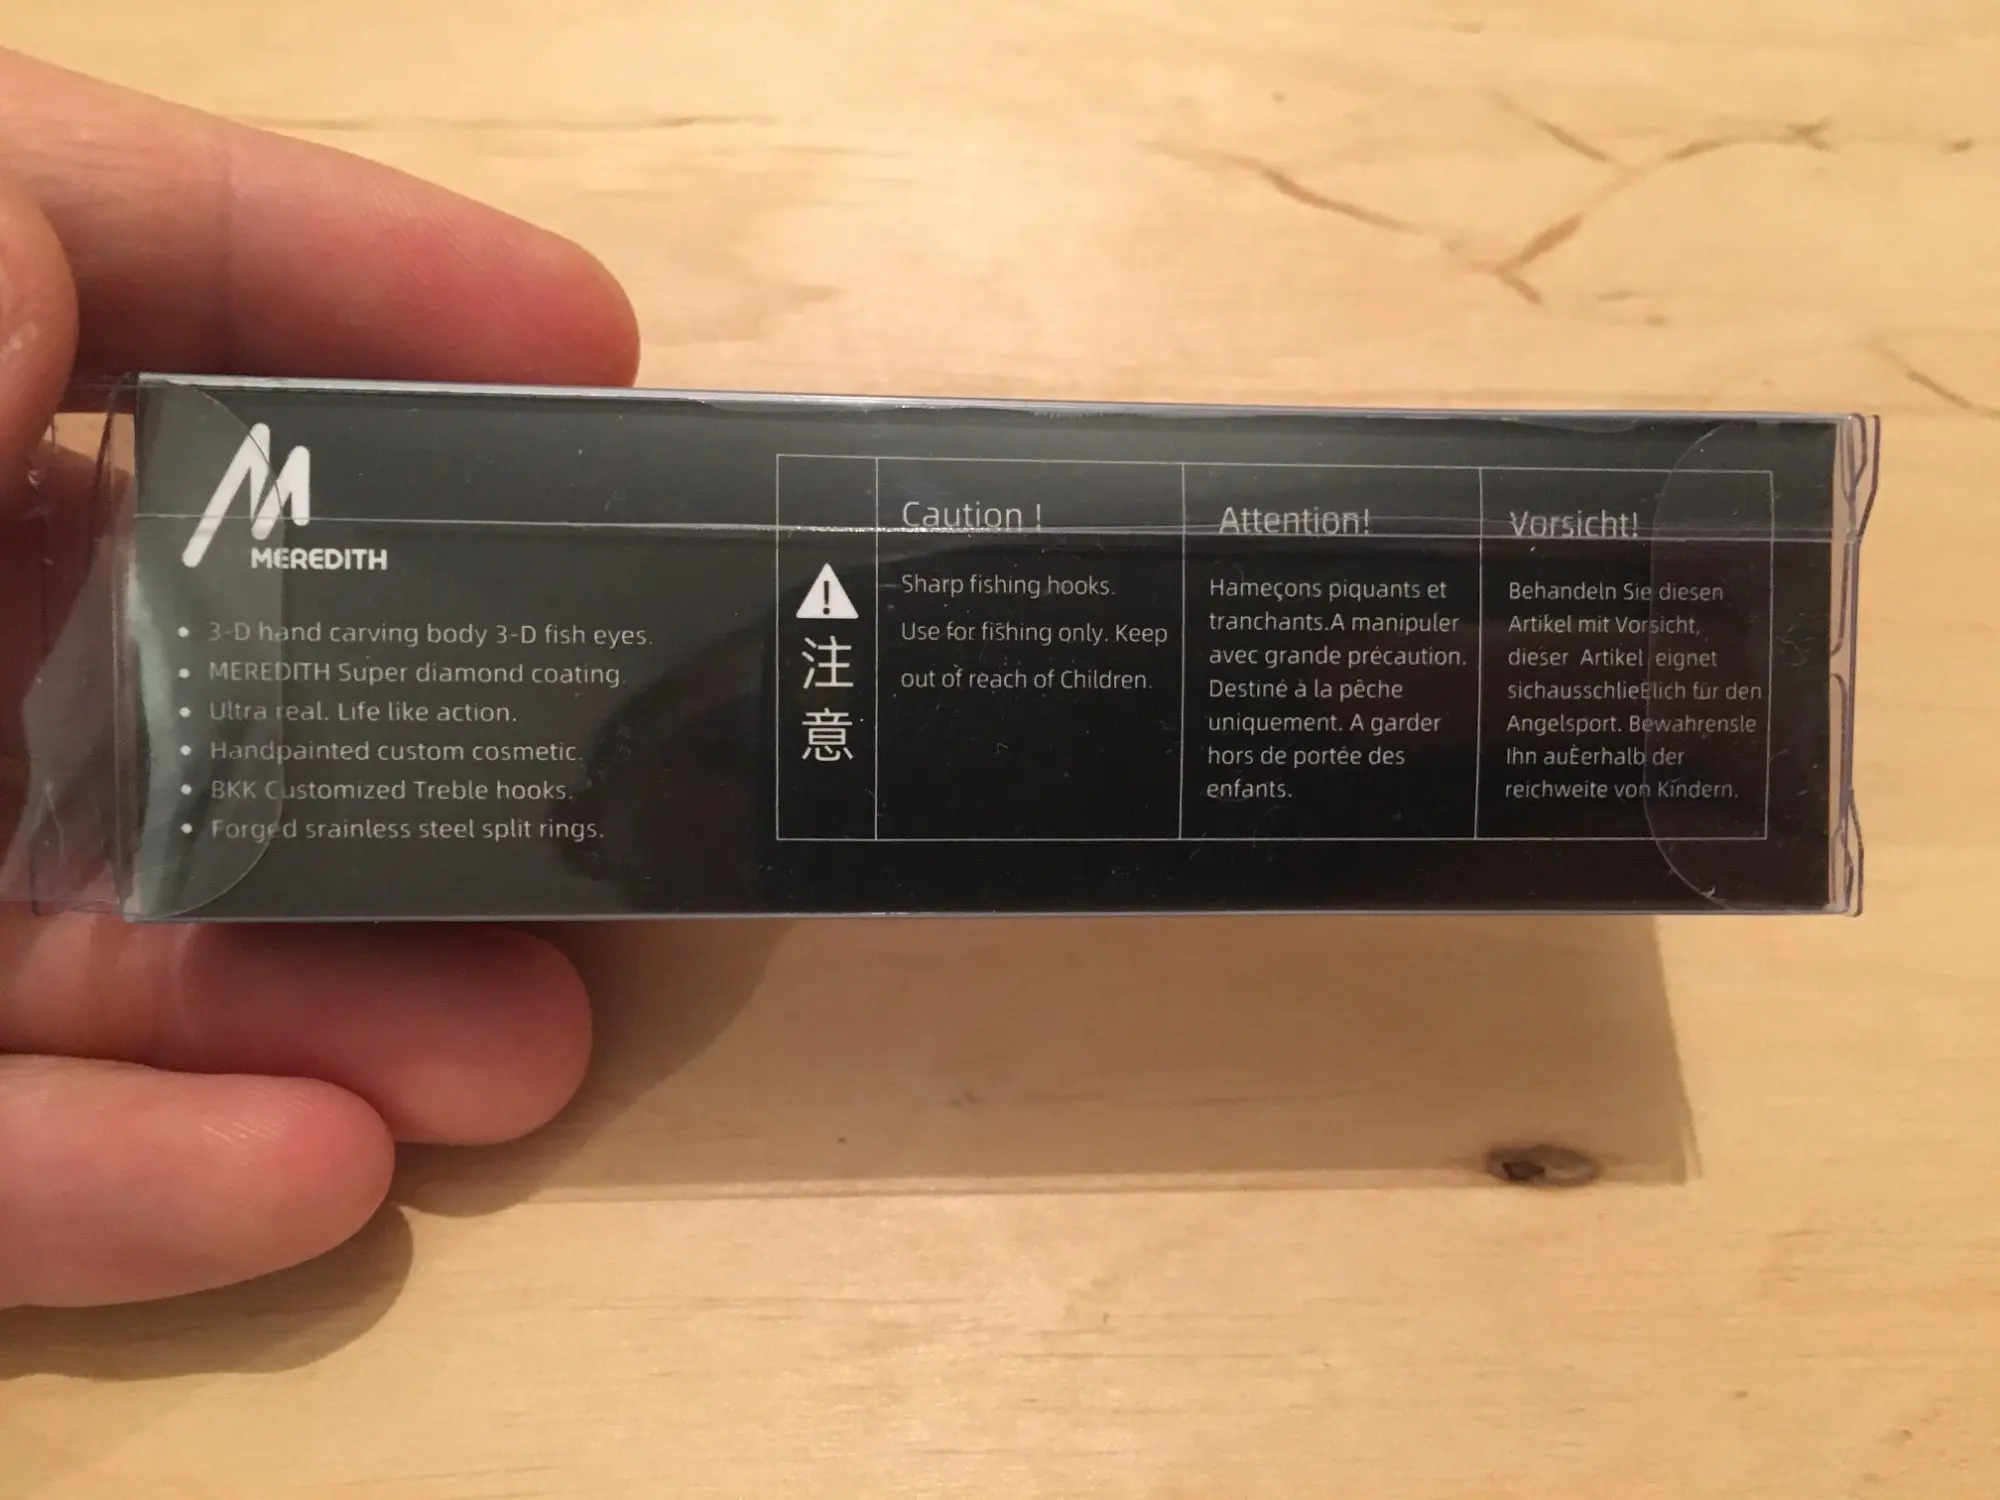 MEREDITH
• 3-D hand carving body 3-D fish eyes.
• MEREDITH Super diamond coating.
• Ultra real. Life like action.
• Handpainted custom cosmetic.
• BKK Customized Treble hooks.
• Forged srainless steel split rings.
注
意
Caution !
Sharp fishing hooks.
Use for fishing only. Keep
out of reach of Children.
Attention!
Hameçons piquants et
tranchants.A manipuler
avec grande précaution.
Destiné à la pêche
uniquement. A garder
hors de portée des
enfants.
Vorsicht!
Behandeln Sie diesen
Artikel mit Vorsicht,
dieser Artikel eignet
sichausschlieElich für den
Angelsport. Bewahrensle
Ihn auEerhalb der
reichweite von Kindern.